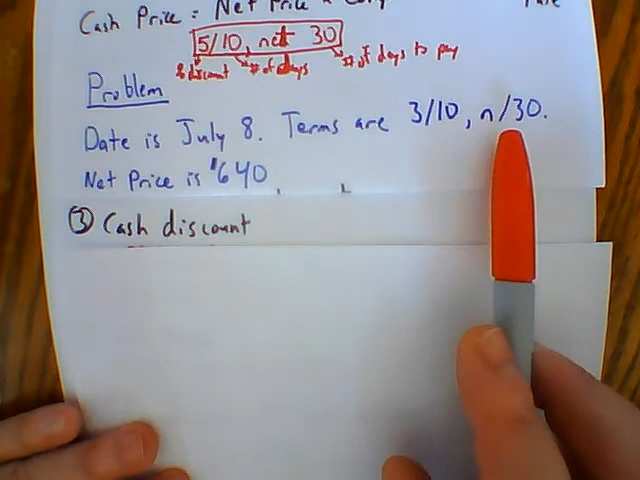 Cash Price = Net Price
5/10, net 30
% discount # of days # of days to pay
Problem
Date is July 8. Terms are 3/10, n/30.
Net Price is $640
③ Cash discount